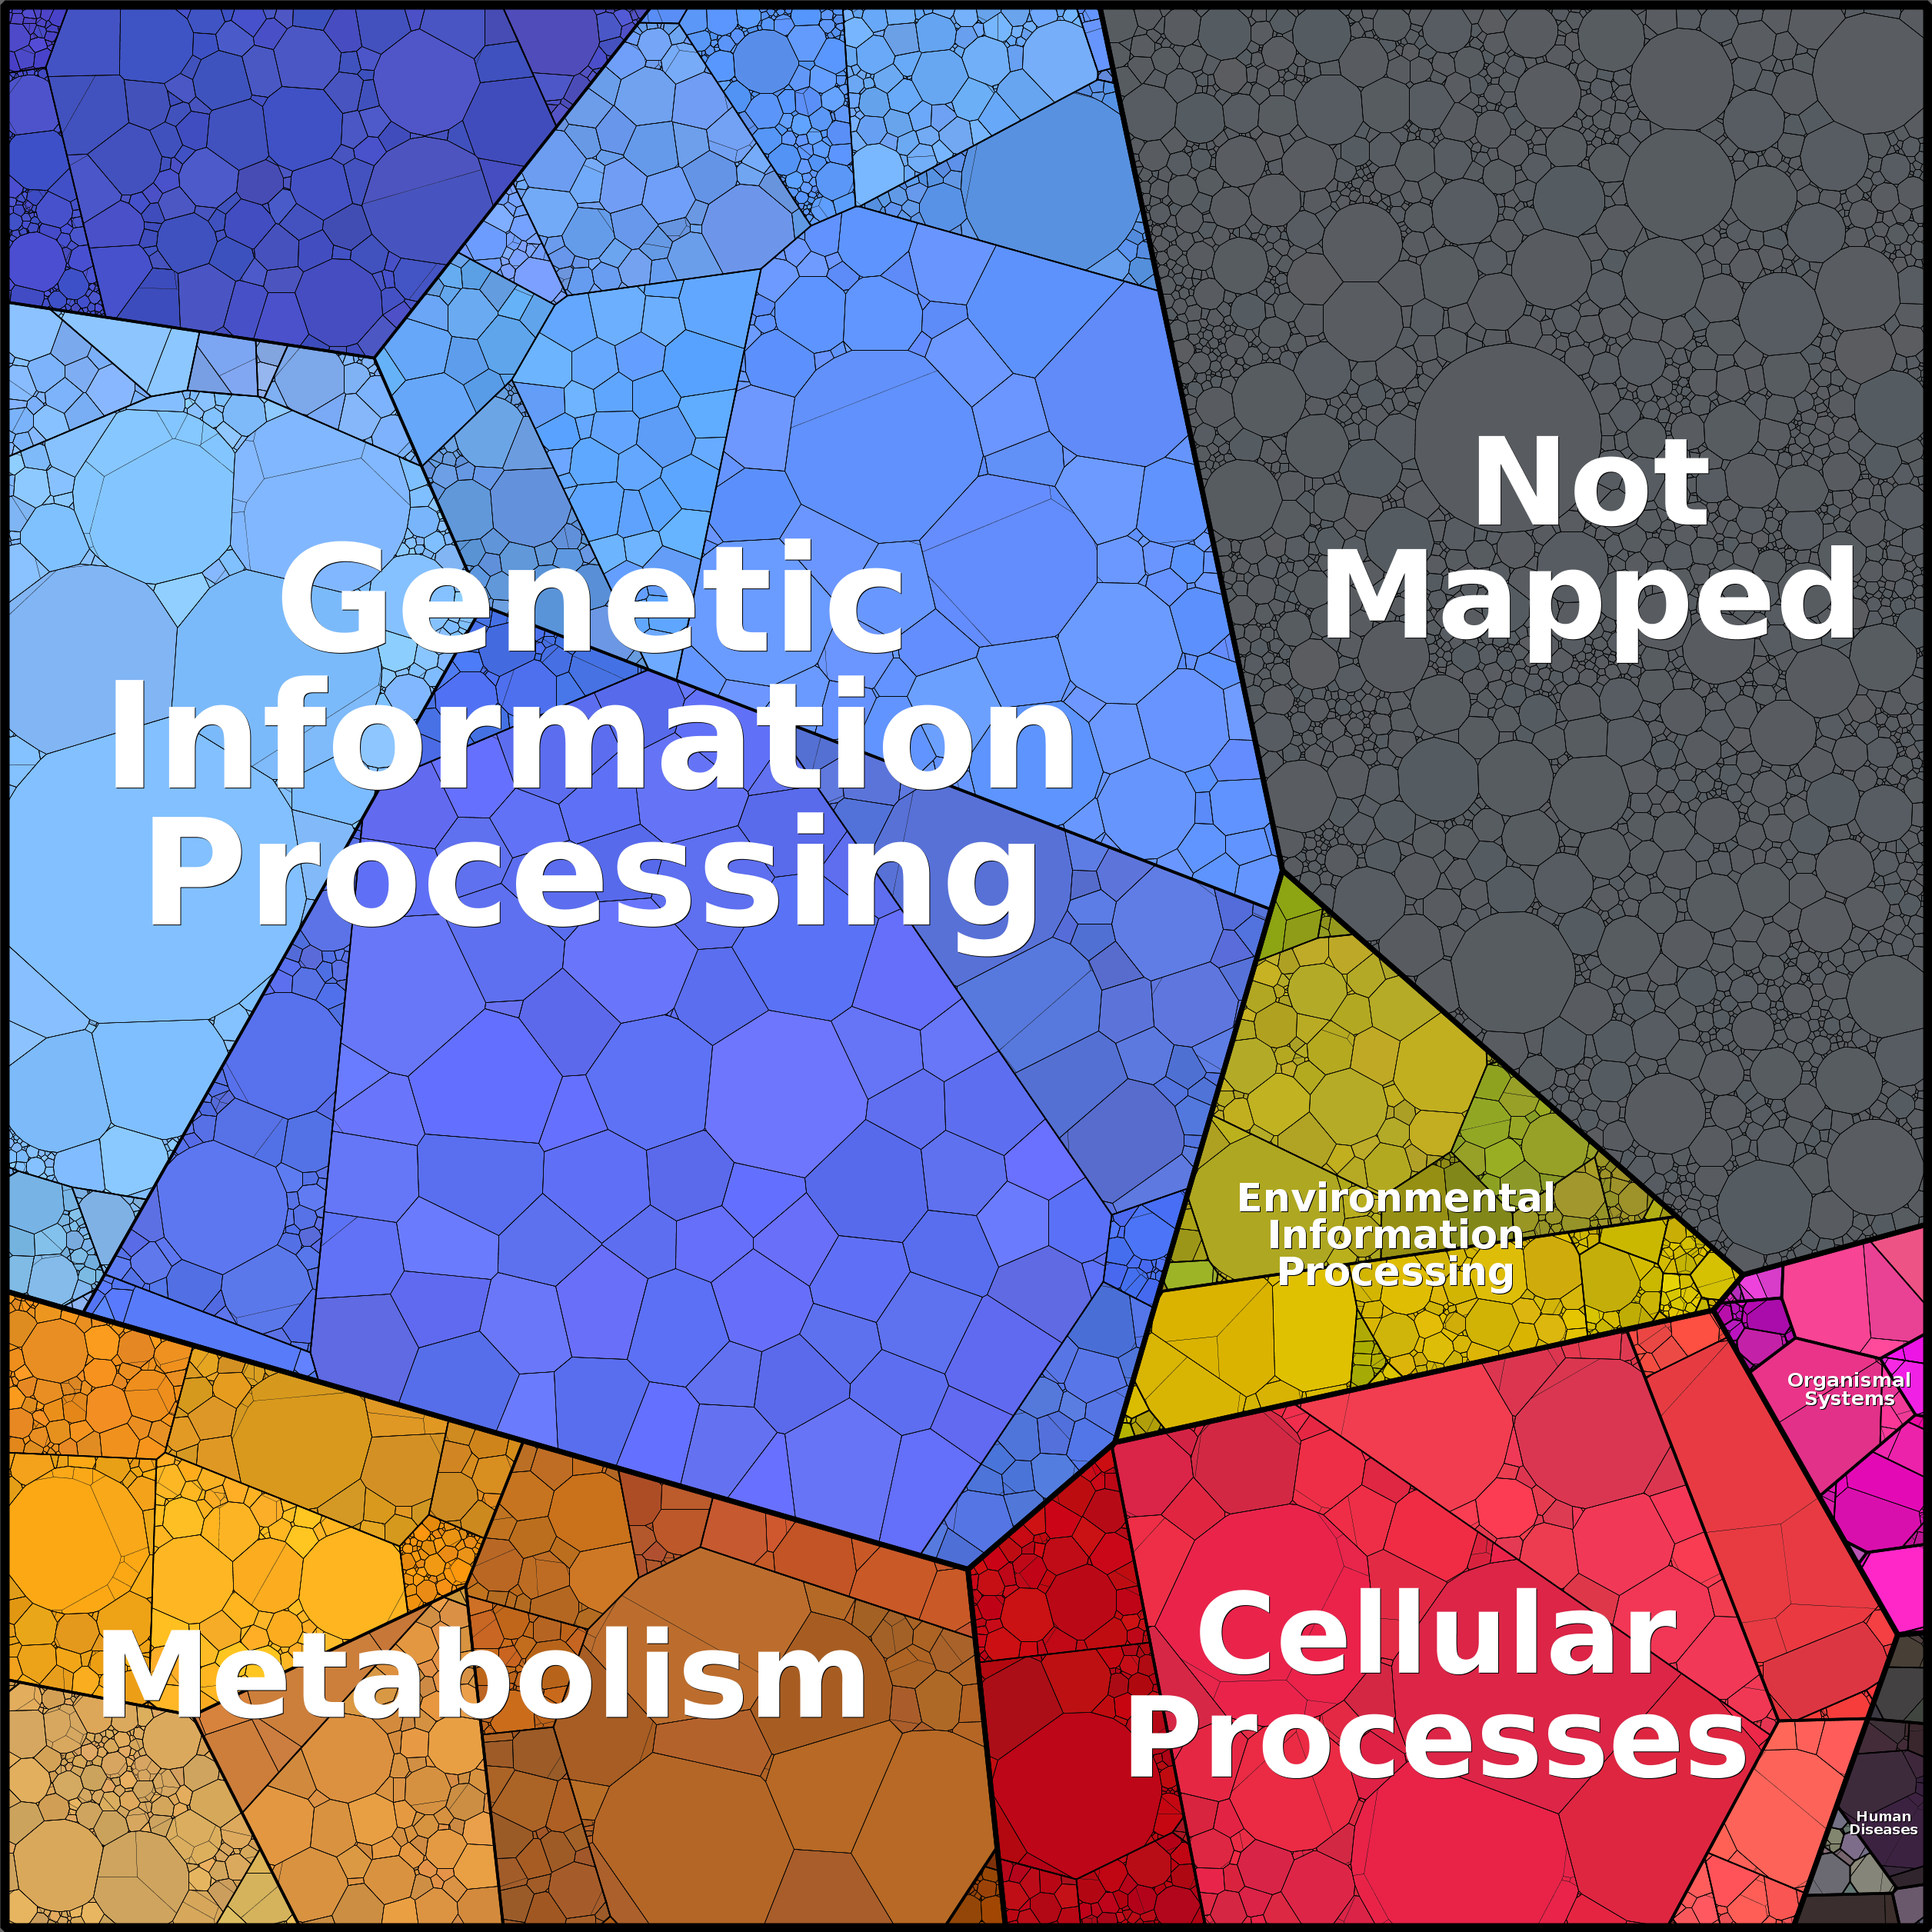 Not
Mapped
Genetic
Information
Processing
Environmental
Information
Processing
Organismal
Systems
Metabolism
Cellular
Processes
Human
Diseases